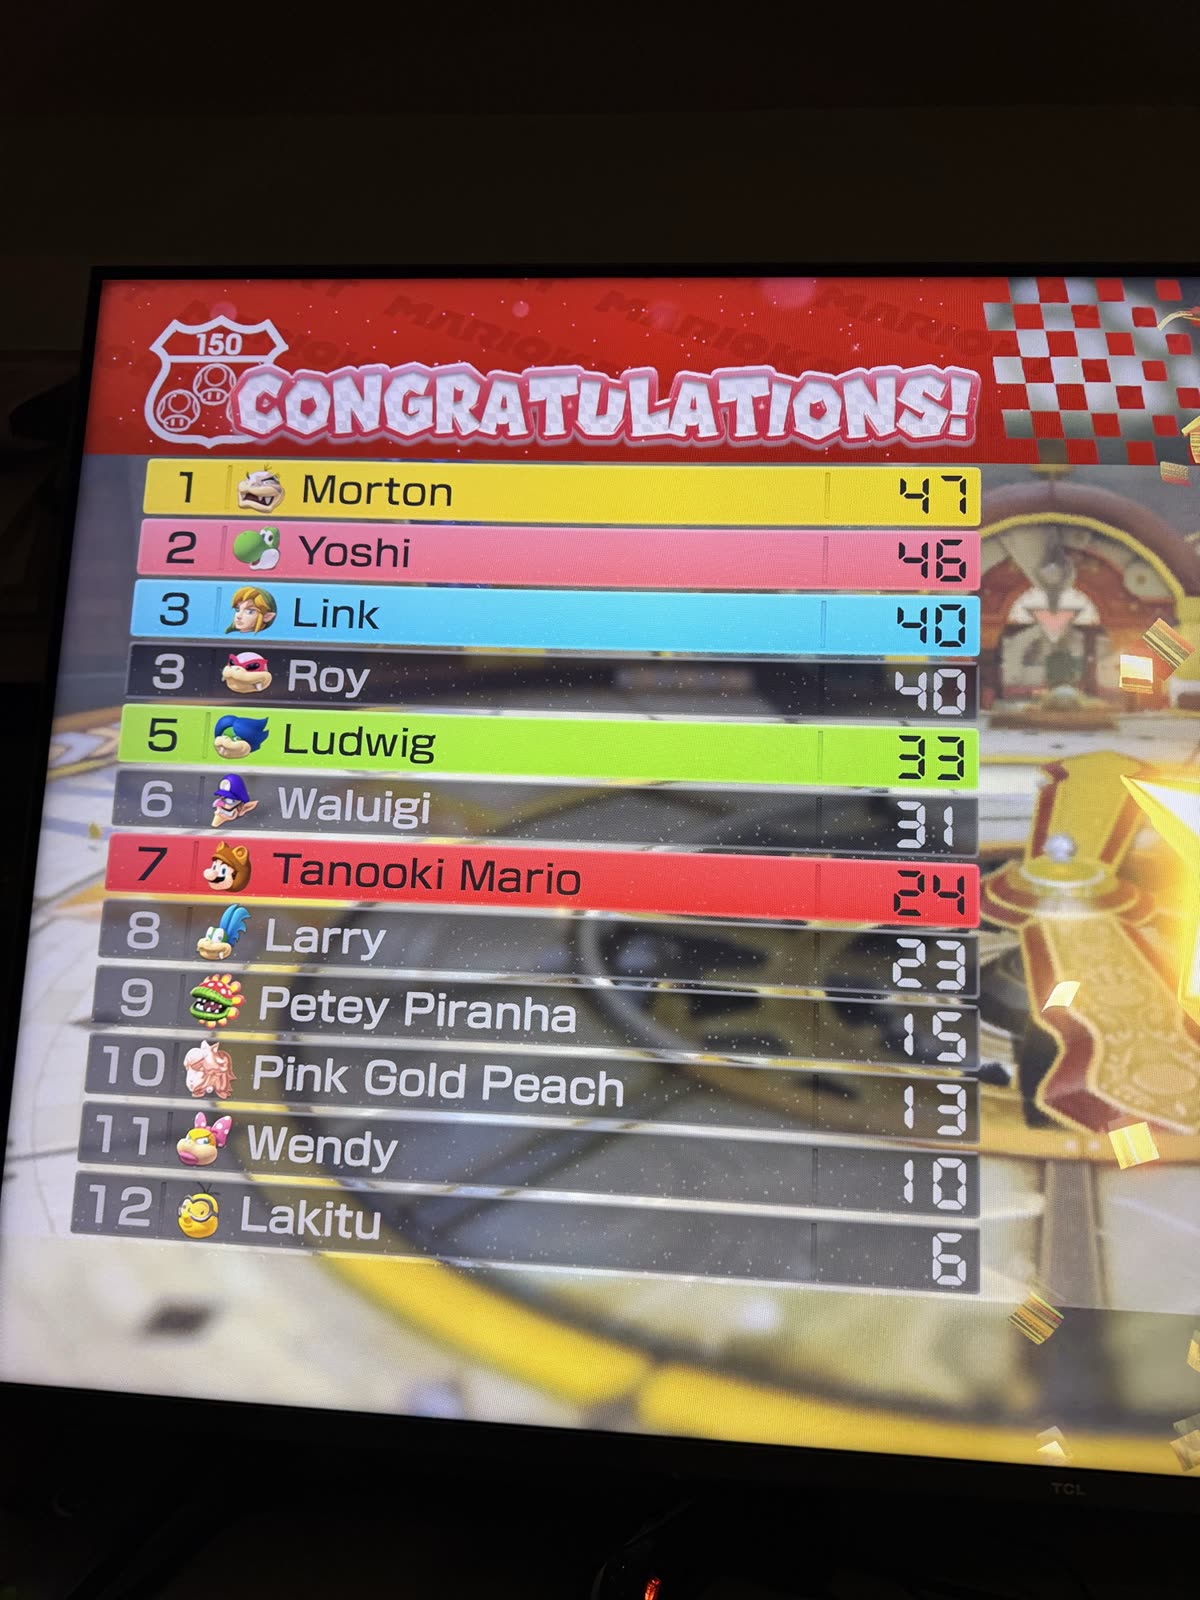 MARIO KART
150
CONGRATULATIONS!
1 Morton 47
2 Yoshi 46
3 Link 40
3 Roy 40
5 Ludwig 33
6 Waluigi 31
7 Tanooki Mario 24
8 Larry 23
9 Petey Piranha 15
10 Pink Gold Peach 13
11 Wendy 10
12 Lakitu 6
TCL